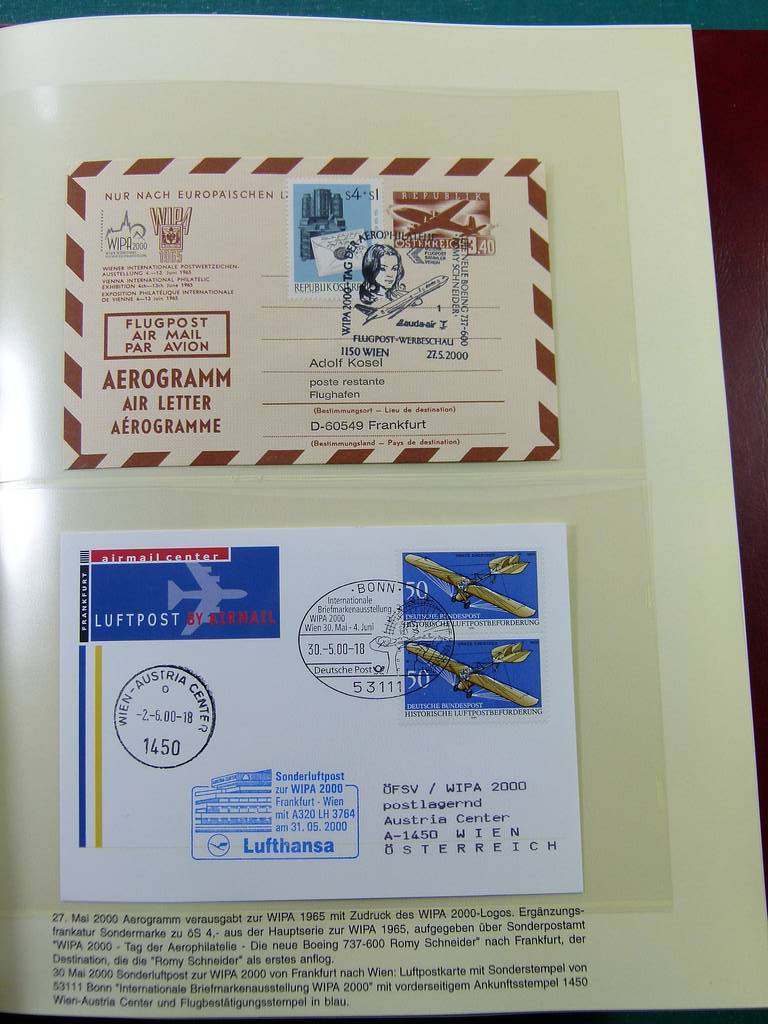 NUR NACH EUROPÄISCHEN
S4+S1
REPUBLIK
ÖSTERREICH
3,40
REPUBLIK
WIPA 2000
WIPA
1965
WIENER INTERNATIONALE POSTWERTZEICHEN-
AUSSTELLUNG 4.–13. Juni 1965
VIENNA INTERNATIONAL PHILATELIC
EXHIBITION 4th–13th June 1965
EXPOSITION PHILATÉLIQUE INTERNATIONALE
DE VIENNE 4–13 juin 1965
FLUGPOST
AIR MAIL
PAR AVION
AEROGRAMM
AIR LETTER
AÉROGRAMME
WIPA 2000 TAG DER AEROPHILATELIE
NEUE BOEING 737-600
ROMY SCHNEIDER
Lauda-air
1
FLUGPOST-WERBESCHAU
1150 WIEN 27.5.2000
Adolf Kosel
poste restante
Flughafen
(Bestimmungsort – Lieu de destination)
D-60549 Frankfurt
(Bestimmungsland – Pays de destination)
airmail center
FRANKFURT
LUFTPOST BY AIRMAIL
BONN
Internationale
Briefmarkenausstellung
WIPA 2000
Wien 30. Mai - 4. Juni
30.-5.00-18
Deutsche Post
53111
50
DEUTSCHE BUNDESPOST
HISTORISCHE LUFTPOSTBEFÖRDERUNG
50
DEUTSCHE BUNDESPOST
HISTORISCHE LUFTPOSTBEFÖRDERUNG
WIEN-AUSTRIA CENTER
-2.-6.00-18
1450
Sonderluftpost
zur WIPA 2000
Frankfurt - Wien
mit A320 LH 3764
am 31. 05. 2000
Lufthansa
ÖFSV / WIPA 2000
postlagernd
Austria Center
A-1450 WIEN
ÖSTERREICH
27. Mai 2000 Aerogramm verausgabt zur WIPA 1965 mit Zudruck des WIPA 2000-Logos. Ergänzungs-
frankatur Sondermarke zu öS 4,- aus der Hauptserie zur WIPA 1965, aufgegeben über Sonderpostamt
"WIPA 2000 - Tag der Aerophilatelie - Die neue Boeing 737-600 Romy Schneider" nach Frankfurt, der
Destination, die die "Romy Schneider" als erstes anflog.
30 Mai 2000 Sonderluftpost zur WIPA 2000 von Frankfurt nach Wien: Luftpostkarte mit Sonderstempel von
53111 Bonn "Internationale Briefmarkenausstellung WIPA 2000" mit vorderseitigem Ankunftsstempel 1450
Wien-Austria Center und Flugbestätigungsstempel in blau.